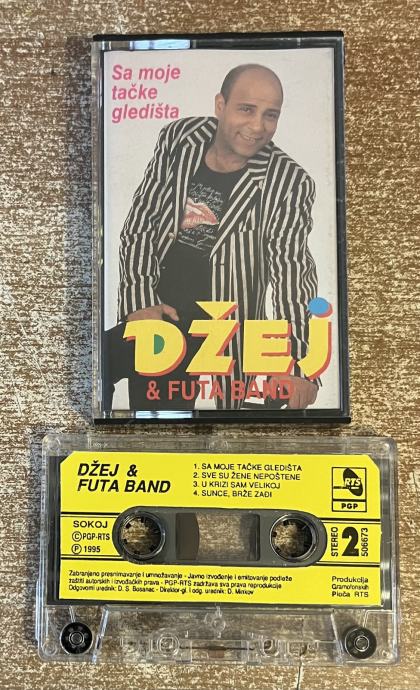 Sa moje
tačke
gledišta
DŽEJ
& FUTA BAND
DŽEJ &
FUTA BAND
1. SA MOJE TAČKE GLEDIŠTA
2. SVE SU ŽENE NEPOŠTENE
3. U KRIZI SAM VELIKOJ
4. SUNCE, BRŽE ZAĐI
RTS
PGP
SOKOJ
Ⓒ PGP-RTS
Ⓟ 1995
STEREO
2
506673
Zabranjeno presnimavanje i umnožavanje - Javno izvođenje i emitovanje podleže
zaštiti autorskih i izvođačkih prava - PGP-RTS zadržava sva prava reprodukcije
Odgovorni urednik: D. S. Bosanac - Direktor-gl. i odg. urednik: D. Minkov
Produkcija
Gramofonskih
Ploča RTS